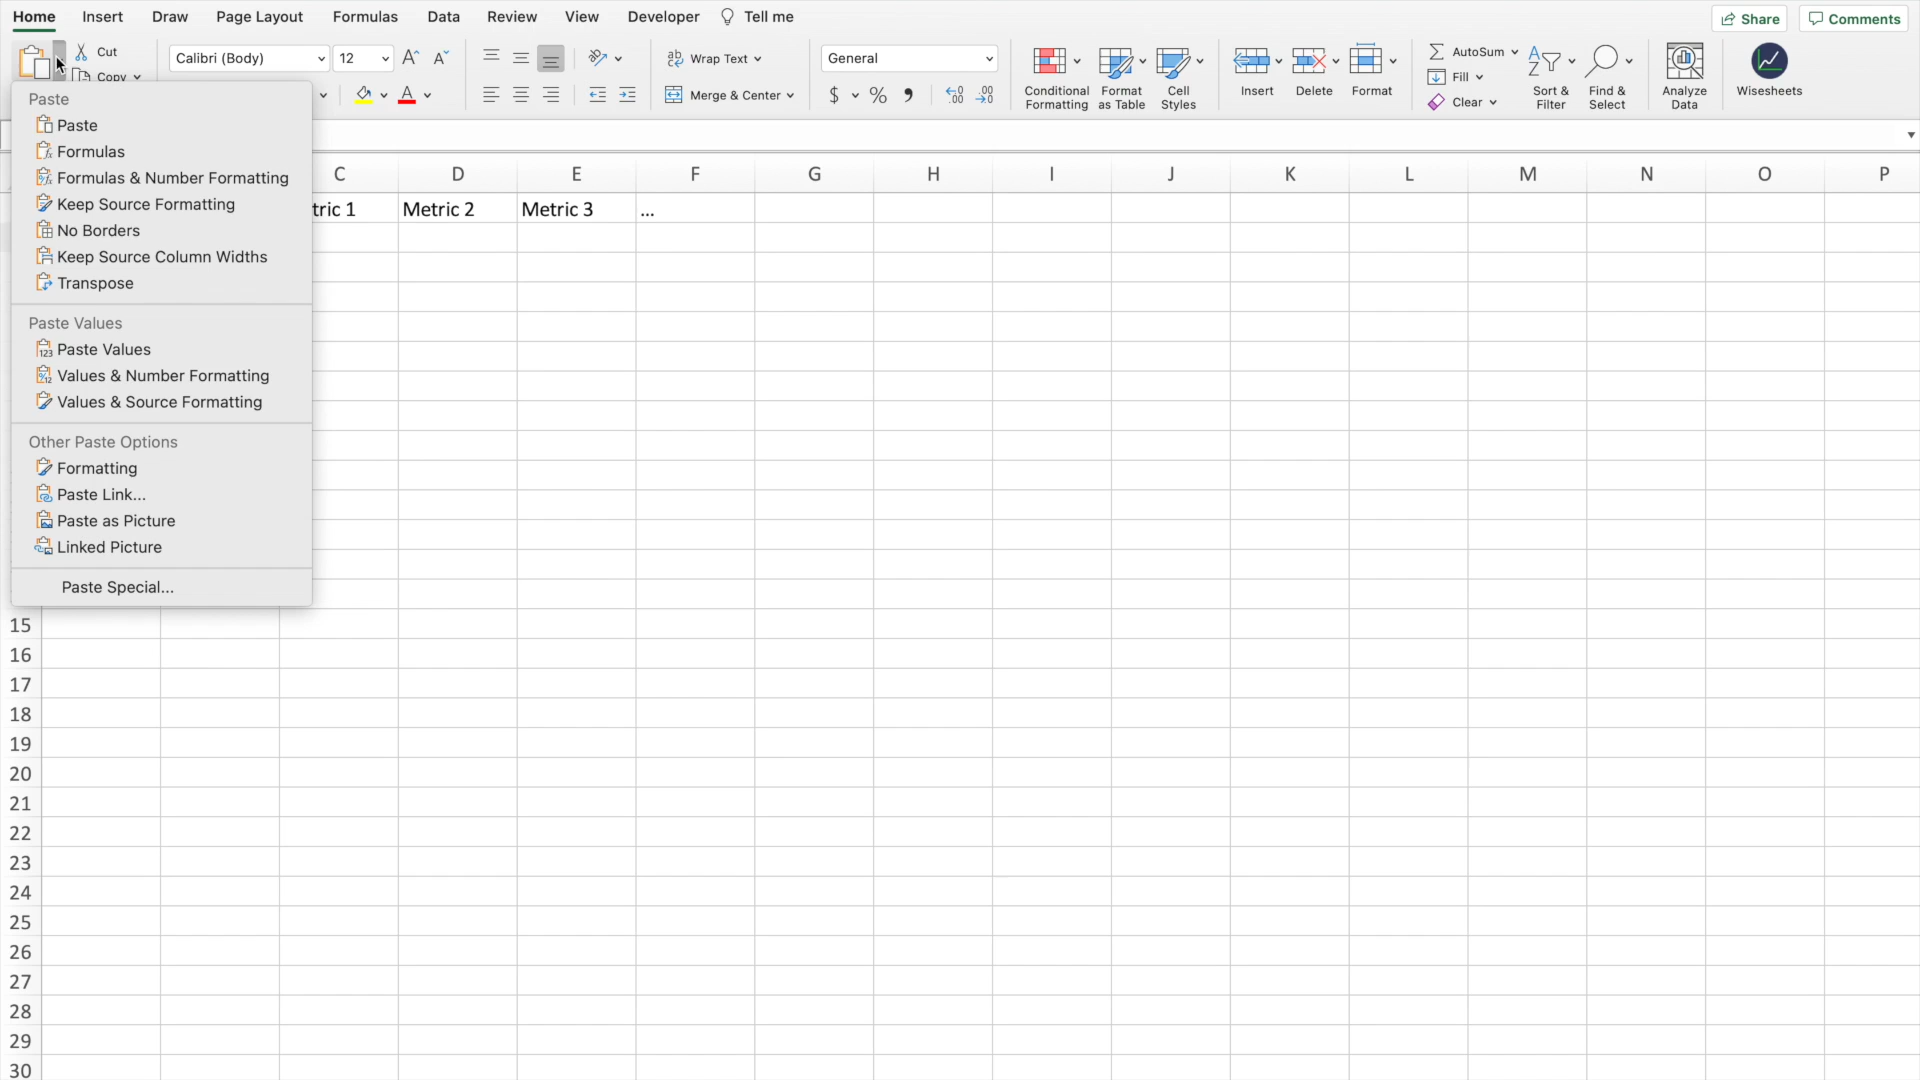 Home Insert Draw Page Layout Formulas Data Review View Developer Tell me Share Comments
Cut Calibri (Body) 12 Wrap Text General AutoSum
Copy Fill
Merge & Center $ % Conditional Formatting Format as Table Cell Styles Insert Delete Format Clear Sort & Filter Find & Select Analyze Data Wisesheets
Paste
Paste
Formulas
Formulas & Number Formatting
Keep Source Formatting
No Borders
Keep Source Column Widths
Transpose
Paste Values
Paste Values
Values & Number Formatting
Values & Source Formatting
Other Paste Options
Formatting
Paste Link...
Paste as Picture
Linked Picture
Paste Special...
C D E F G H I J K L M N O P
tric 1 Metric 2 Metric 3 ...
15
16
17
18
19
20
21
22
23
24
25
26
27
28
29
30